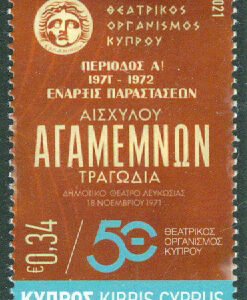 ΘΕΑΤΡΙΚΟΣ
ΟΡΓΑΝΙΣΜΟΣ
ΚΥΠΡΟΥ
2021
ΠΕΡΙΟΔΟΣ Α!
1971 - 1972
ΕΝΑΡΞΙΣ ΠΑΡΑΣΤΑΣΕΩΝ
ΑΙΣΧΥΛΟΥ
ΑΓΑΜΕΜΝΩΝ
ΤΡΑΓΩΔΙΑ
ΔΗΜΟΤΙΚΟ ΘΕΑΤΡΟ ΛΕΥΚΩΣΙΑΣ
18 ΝΟΕΜΒΡΙΟΥ 1971
€0,34
50
ΘΕΑΤΡΙΚΟΣ
ΟΡΓΑΝΙΣΜΟΣ
ΚΥΠΡΟΥ
ΚΥΠΡΟΣ KIBRIS CYPRUS